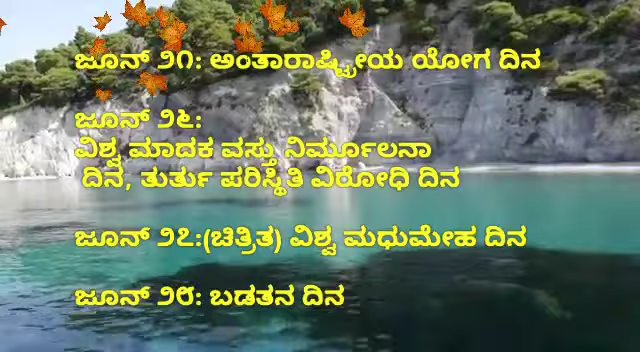 ಜೂನ್ ೨೧: ಅಂತಾರಾಷ್ಟ್ರೀಯ ಯೋಗ ದಿನ
ಜೂನ್ ೨೬:
ವಿಶ್ವ ಮಾದಕ ವಸ್ತು ನಿರ್ಮೂಲನಾ
ದಿನ, ತುರ್ತು ಪರಿಸ್ಥಿತಿ ವಿರೋಧಿ ದಿನ
ಜೂನ್ ೨೭:(ಚಿತ್ರಿತ) ವಿಶ್ವ ಮಧುಮೇಹ ದಿನ
ಜೂನ್ ೨೮: ಬಡತನ ದಿನ